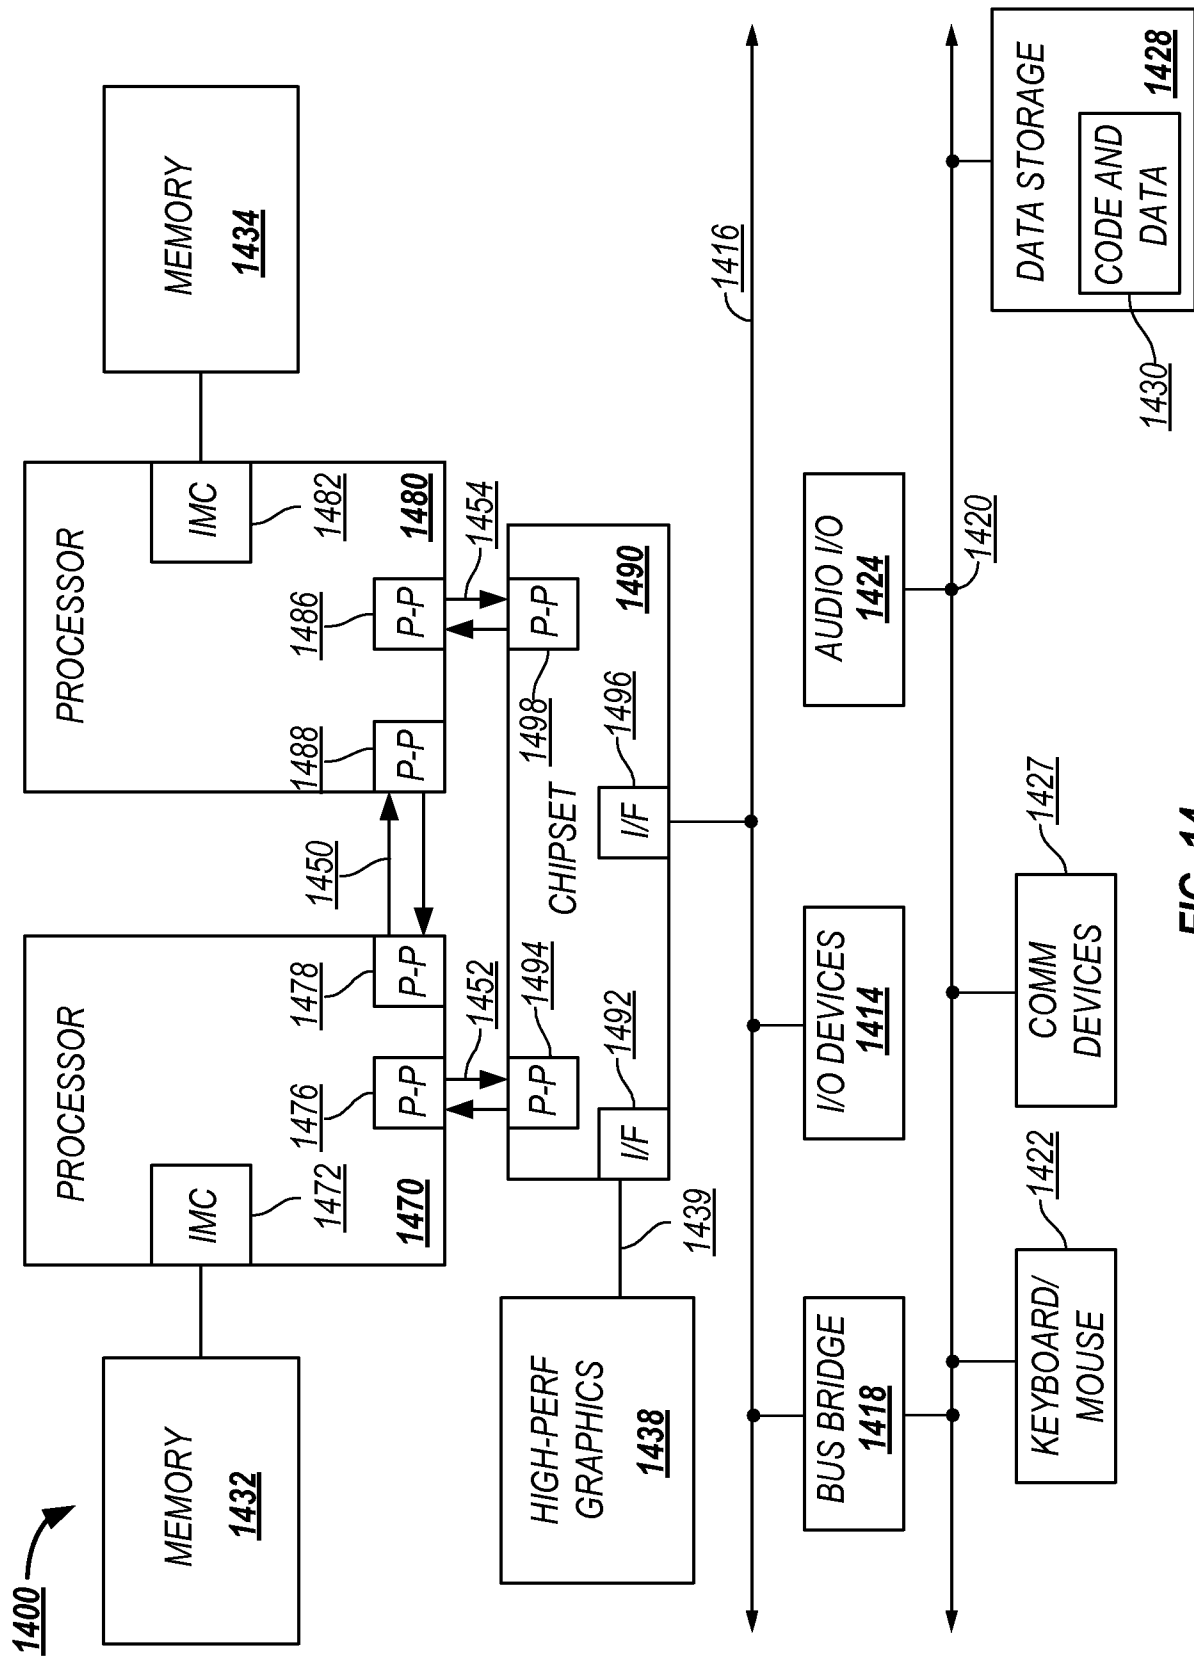 1400
MEMORY
1432
PROCESSOR
IMC
1472
1470
1476
P-P
1478
P-P
1450
PROCESSOR
1488
P-P
1486
P-P
IMC
1482
1480
MEMORY
1434
1452
1454
HIGH-PERF
GRAPHICS
1438
1439
I/F
1492
P-P
1494
CHIPSET
I/F
1496
P-P
1498
1490
1416
BUS BRIDGE
1418
I/O DEVICES
1414
AUDIO I/O
1424
1420
KEYBOARD/
MOUSE
1422
COMM
DEVICES
1427
DATA STORAGE
1428
CODE AND
DATA
1430
FIG. 14